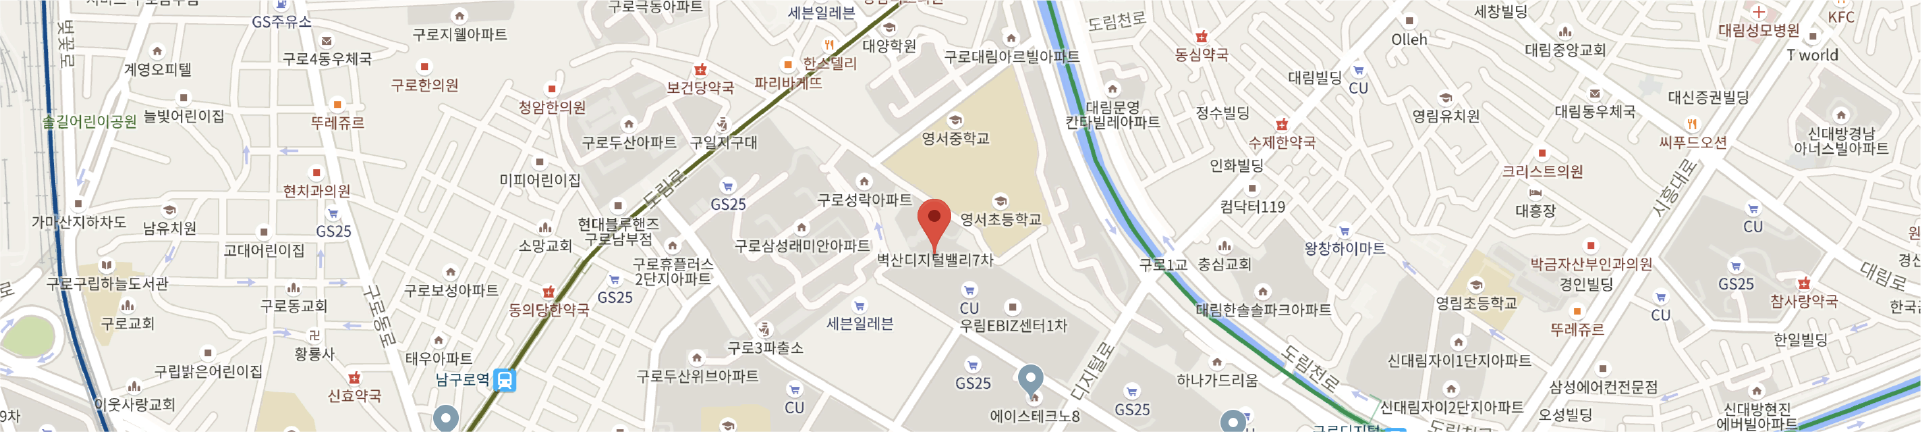 구로극동아파트
세븐일레븐
세창빌딩
KFC
GS주유소
벚꽃로
구로지웰아파트
대양학원
도림천로
Olleh
대림성모병원
구로4동우체국
한스델리
구로대림아르빌아파트
동심약국
대림중앙교회
T world
계영오피텔
구로한의원
보건당약국
파리바게뜨
대림빌딩
CU
늘빛어린이집
청암한의원
대림문영
칸타빌레아파트
정수빌딩
영림유치원
대림동우체국
대신증권빌딩
솔길어린이공원
뚜레쥬르
구로두산아파트
구일지구대
영서중학교
수제한약국
씨푸드오션
신대방경남
아너스빌아파트
현치과의원
미피어린이집
도림로
인화빌딩
크리스트의원
시흥대로
구로성락아파트
GS25
컴닥터119
대흥장
CU
가마산지하차도
남유치원
GS25
현대블루핸즈
구로남부점
영서초등학교
고대어린이집
소망교회
구로삼성래미안아파트
왕창하이마트
벽산디지털밸리7차
구로1교
충심교회
박금자산부인과의원
대림로
구로휴플러스
2단지아파트
구로구립하늘도서관
구로보성아파트
GS25
경인빌딩
GS25
참사랑약국
구로동교회
동의당한약국
CU
영림초등학교
CU
구로교회
구로동로
세븐일레븐
우림EBIZ센터1차
대림한솔솔파크아파트
뚜레쥬르
황룡사
태우아파트
구로3파출소
디지털로
도림천로
신대림자이1단지아파트
한일빌딩
구립밝은어린이집
남구로역
구로두산위브아파트
GS25
하나가드리움
삼성에어컨전문점
신효약국
이웃사랑교회
CU
에이스테크노8
GS25
신대림자이2단지아파트
오성빌딩
신대방현진
에버빌아파트
9차